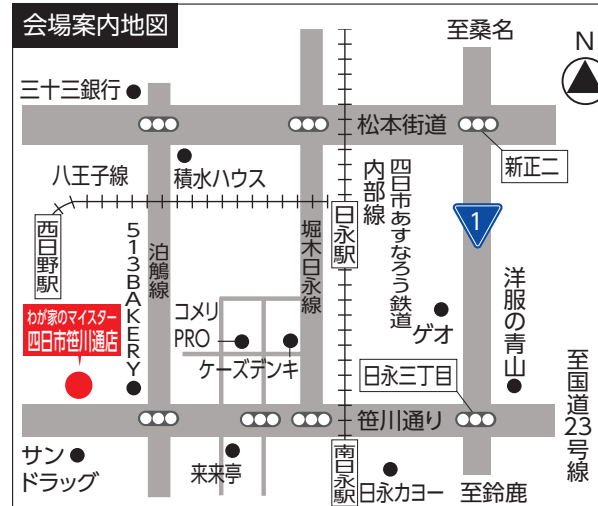 会場案内地図
至桑名
N
三十三銀行
松本街道
新正二
積水ハウス
八王子線
西日野駅
513BAKERY
泊鵤線
堀木日永線
日永駅
内部線
四日市あすなろう鉄道
1
洋服の青山
至国道23号線
わが家のマイスター
四日市笹川通店
コメリ
PRO
ケーズデンキ
ゲオ
日永三丁目
笹川通り
サン
ドラッグ
来来亭
南日永駅
日永カヨー
至鈴鹿